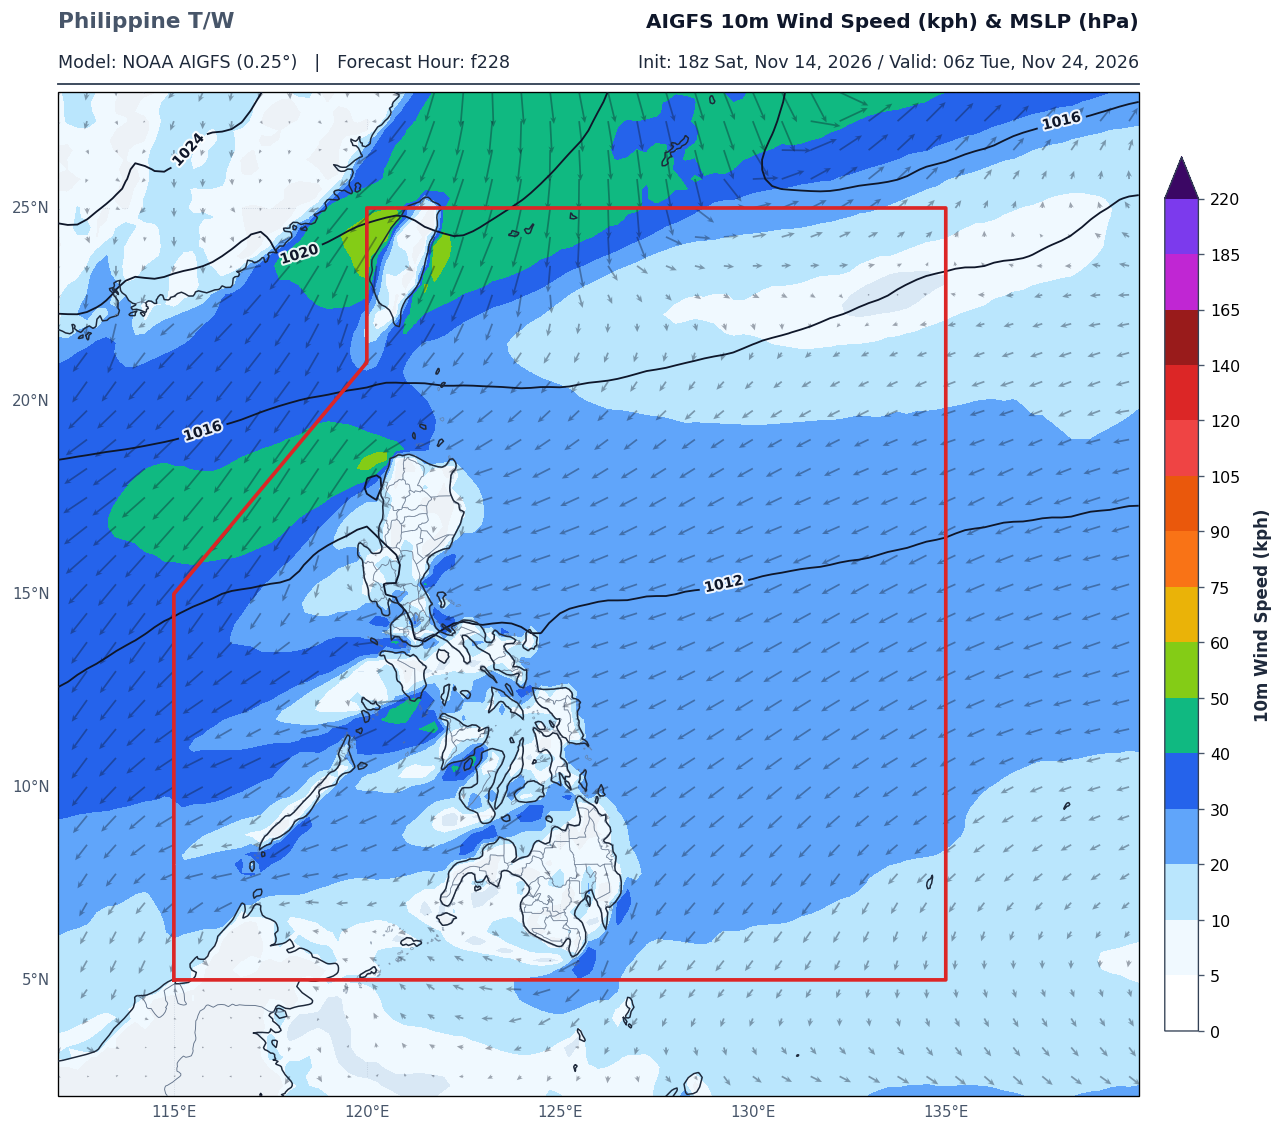 Philippine T/W
AIGFS 10m Wind Speed (kph) & MSLP (hPa)
Model: NOAA AIGFS (0.25°) | Forecast Hour: f228
Init: 18z Sat, Nov 14, 2026 / Valid: 06z Tue, Nov 24, 2026
1024
1016
1020
1016
1012
25°N
20°N
15°N
10°N
5°N
115°E
120°E
125°E
130°E
135°E
220
185
165
140
120
105
90
75
60
50
40
30
20
10
5
0
10m Wind Speed (kph)